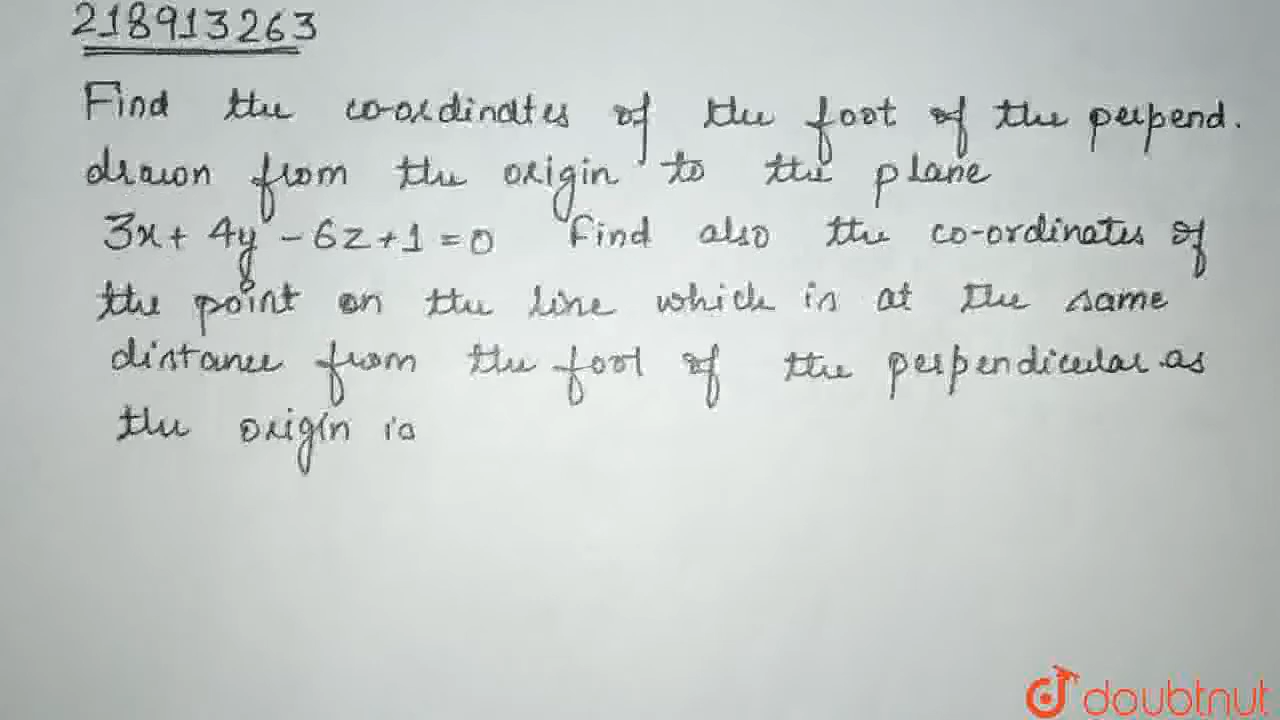 218913263
Find the co-ordinates of the foot of the perpend.
drawon from the origin to the plane
3x+ 4y - 6z + 1 = 0 Find also the co-ordinates of
the point on the line which is at the same
distance from the foot of the perpendicular as
the origin is
doubtnut